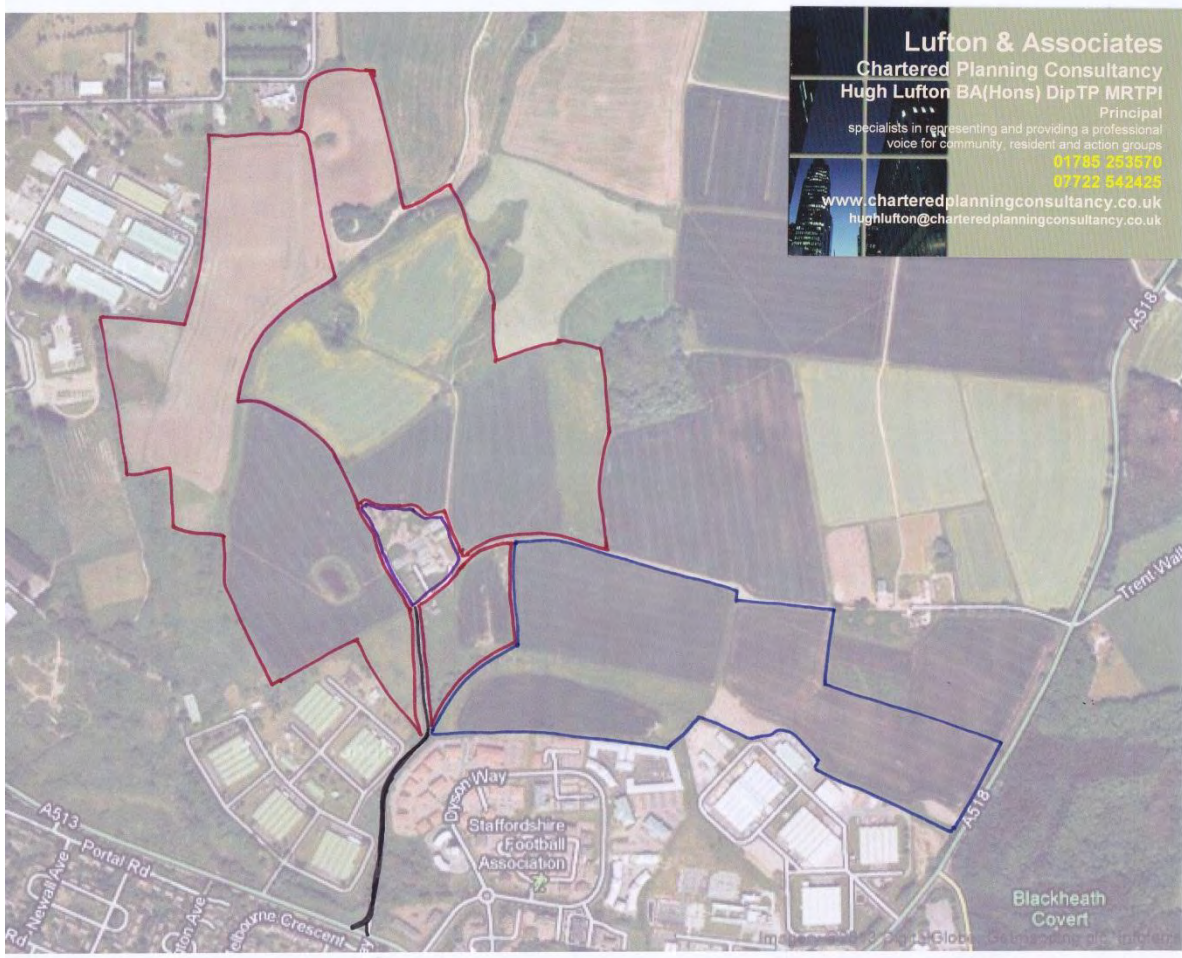 Lufton & Associates
Chartered Planning Consultancy
Hugh Lufton BA(Hons) DipTP MRTPI
Principal
specialists in representing and providing a professional
voice for community, resident and action groups
01785 253570
07722 542425
www.charteredplanningconsultancy.co.uk
hughlufton@charteredplanningconsultancy.co.uk
A518
Trent Walk
Dyson Way
Staffordshire
Football
Association
A518
A513
Portal Rd
Newall Ave
Ave
Crescent
Rd
Blackheath
Covert
Imagery